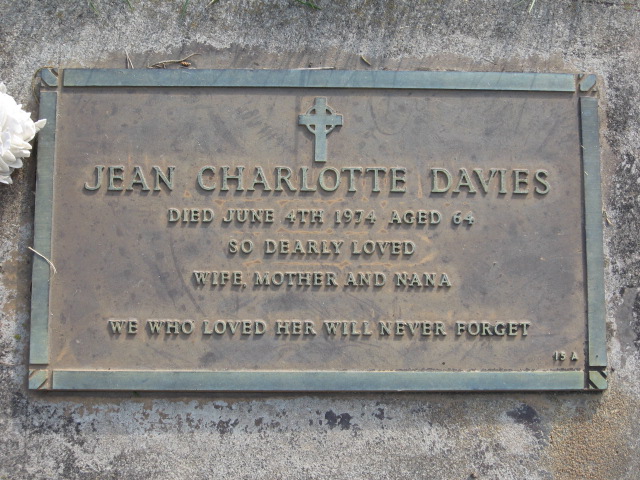 JEAN CHARLOTTE DAVIES
DIED JUNE 4TH 1974 AGED 64
SO DEARLY LOVED
WIFE, MOTHER AND NANA
WE WHO LOVED HER WILL NEVER FORGET
15 A